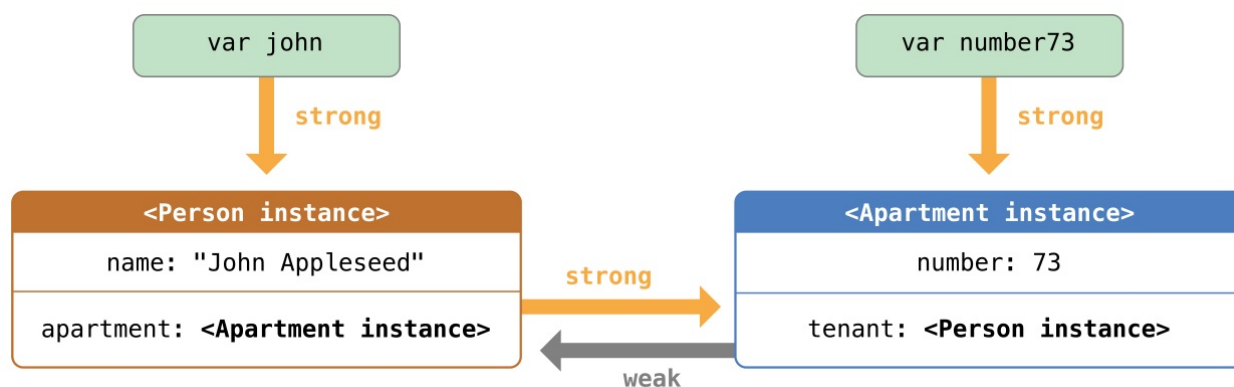 var john
var number73
strong
strong
<Person instance>
<Apartment instance>
name: "John Appleseed"
number: 73
strong
apartment: <Apartment instance>
tenant: <Person instance>
weak